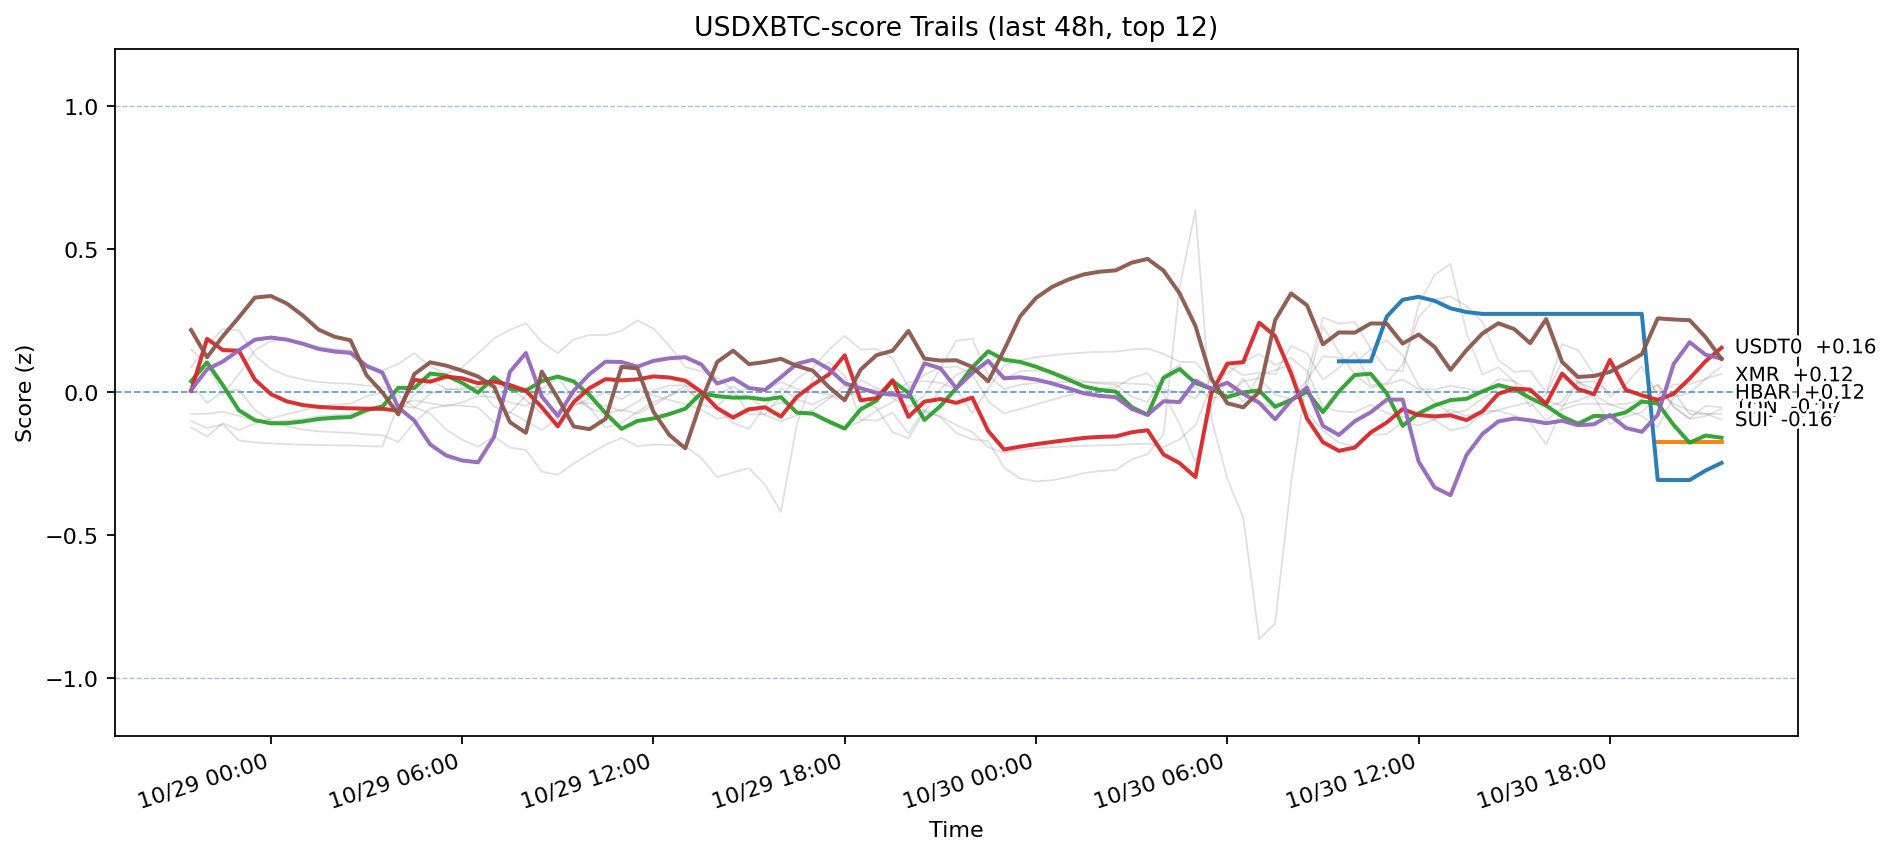 USDXBTC-score Trails (last 48h, top 12)
Score (z)
1.0
0.5
0.0
−0.5
−1.0
USDT0 +0.16
XMR +0.12
HBAR +0.12
SUI -0.16
10/29 00:00
10/29 06:00
10/29 12:00
10/29 18:00
10/30 00:00
10/30 06:00
10/30 12:00
10/30 18:00
Time